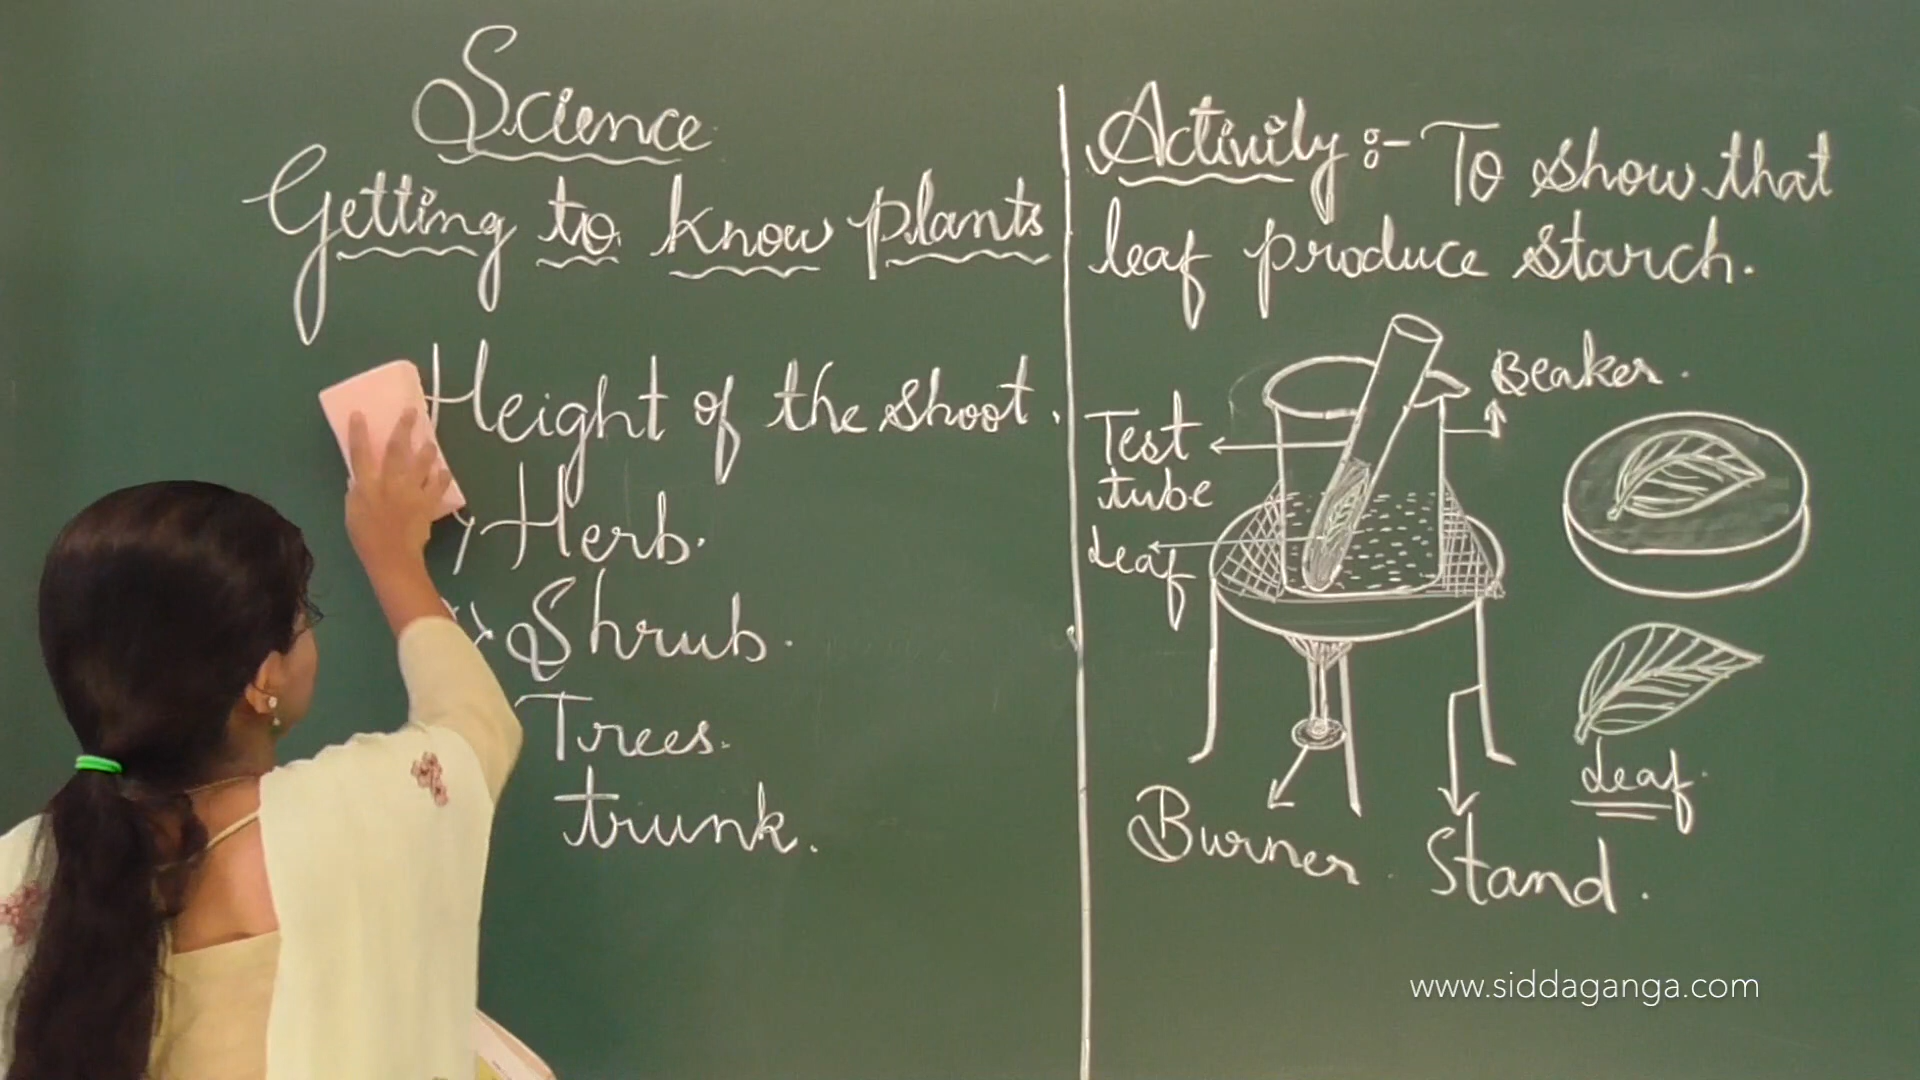 Science
Getting to know plants
Height of the shoot.
Herb.
Shrub.
Trees.
trunk.
Activity :- To show that
leaf produce starch.
Beaker.
Test
tube
Leaf
Leaf.
Burner. Stand.
www.siddaganga.com